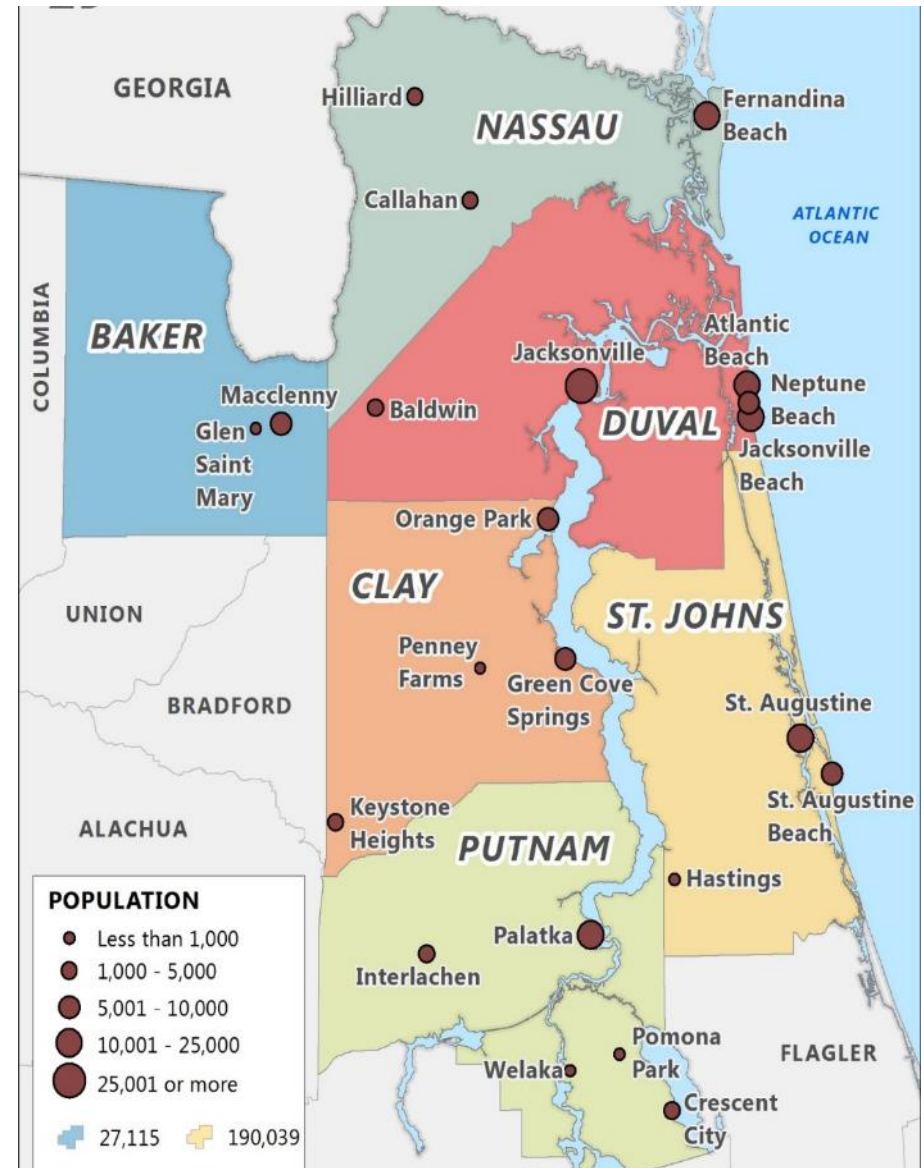 GEORGIA
Hilliard
NASSAU
Fernandina
Beach
Callahan
ATLANTIC
OCEAN
COLUMBIA
BAKER
Atlantic
Beach
Jacksonville
Neptune
Beach
Macclenny
Baldwin
Glen
Saint
Mary
DUVAL
Jacksonville
Beach
Orange Park
CLAY
UNION
ST. JOHNS
Penney
Farms
Green Cove
Springs
BRADFORD
St. Augustine
St. Augustine
Beach
ALACHUA
Keystone
Heights
PUTNAM
Hastings
Palatka
Interlachen
Pomona
Park
Welaka
FLAGLER
Crescent
City
POPULATION
Less than 1,000
1,000 - 5,000
5,001 - 10,000
10,001 - 25,000
25,001 or more
27,115 190,039